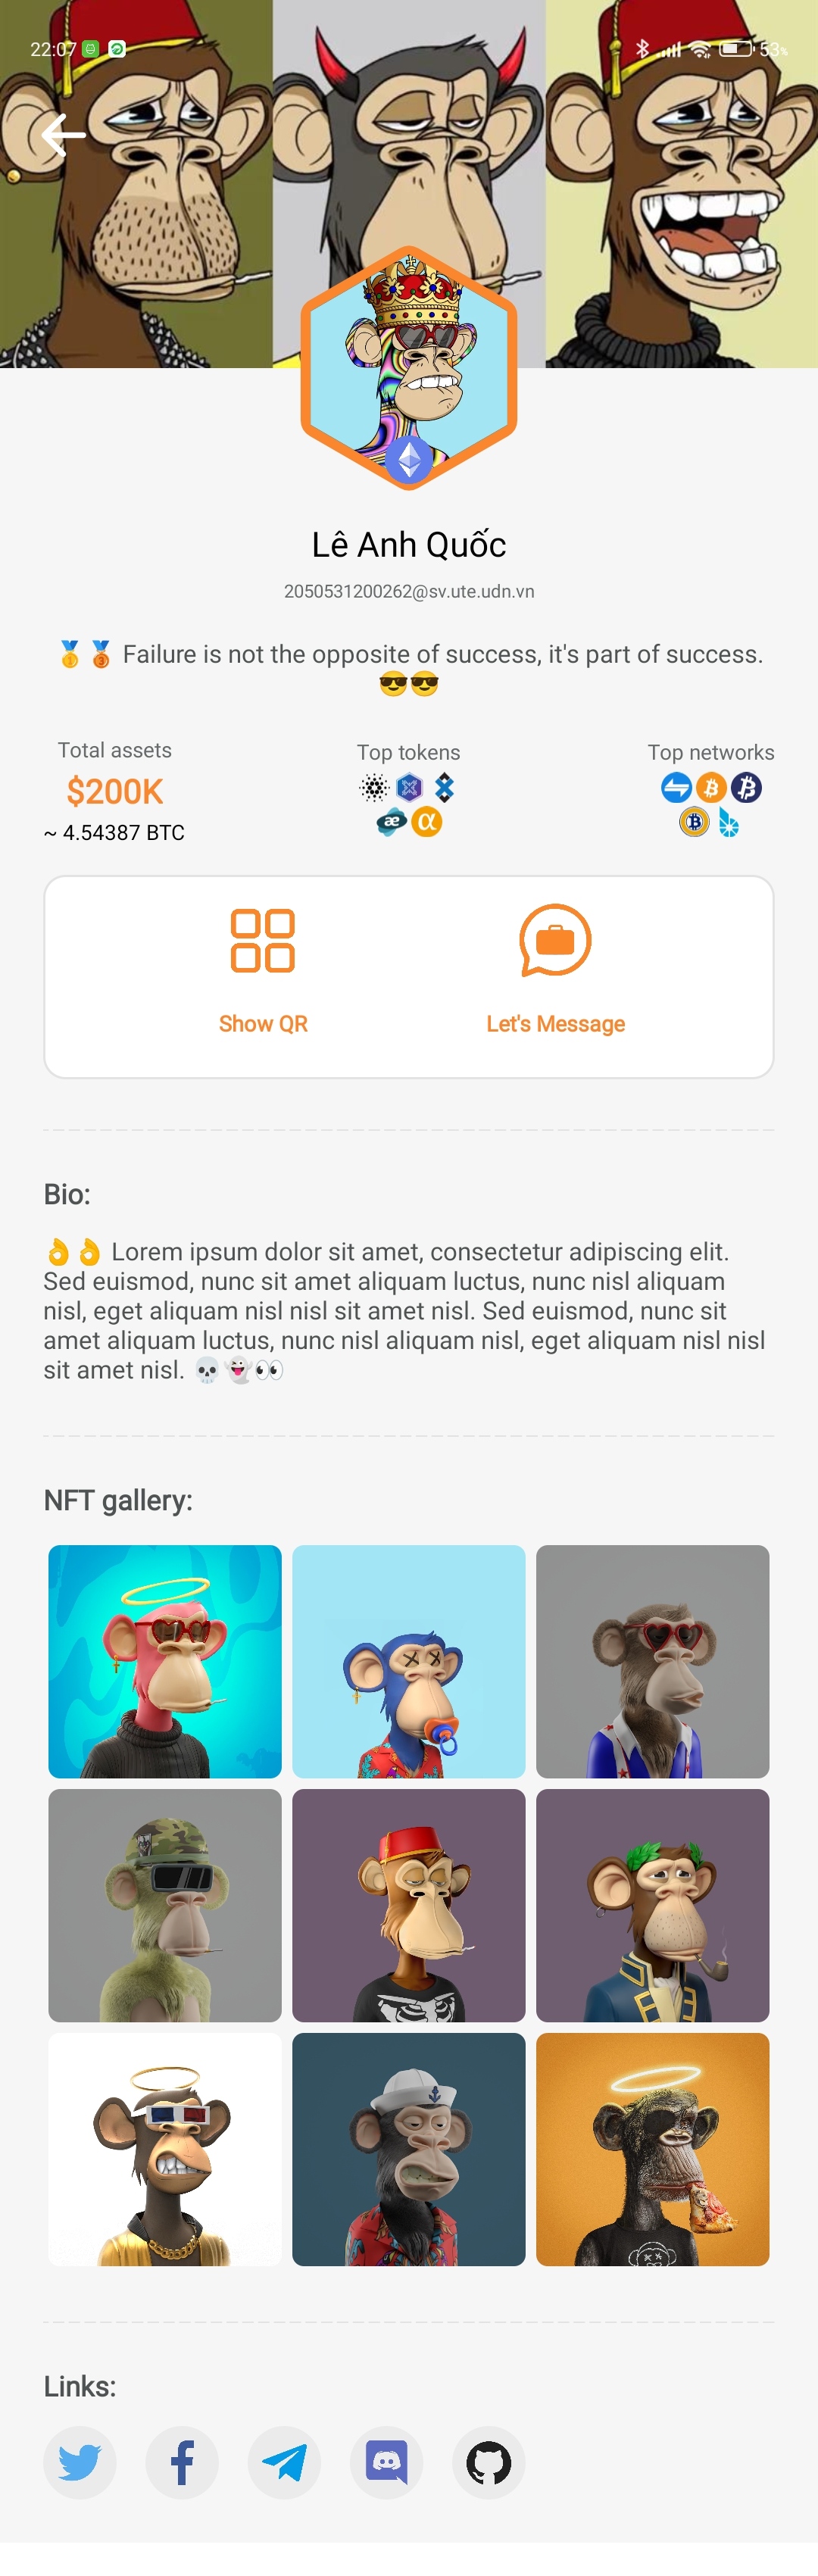 22:07
53%
Lê Anh Quốc
2050531200262@sv.ute.udn.vn
🥇🥉 Failure is not the opposite of success, it's part of success.
😎😎
Total assets
$200K
~ 4.54387 BTC
Top tokens
Top networks
Show QR
Let's Message
Bio:
👌👌 Lorem ipsum dolor sit amet, consectetur adipiscing elit.
Sed euismod, nunc sit amet aliquam luctus, nunc nisl aliquam
nisl, eget aliquam nisl nisl sit amet nisl. Sed euismod, nunc sit
amet aliquam luctus, nunc nisl aliquam nisl, eget aliquam nisl nisl
sit amet nisl. 💀👻👀
NFT gallery:
Links: